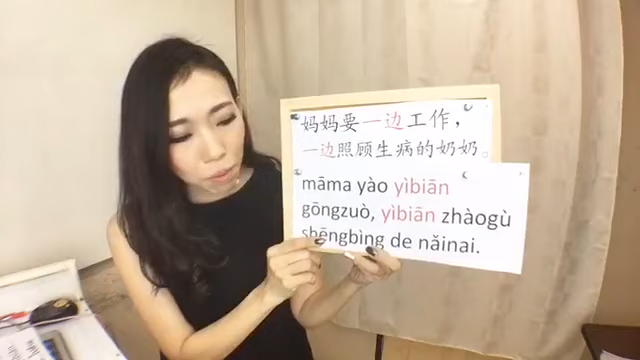 妈妈要一边工作，
一边照顾生病的奶奶。
māma yào yìbiān
gōngzuò, yìbiān zhàogù
shēngbìng de nǎinai.